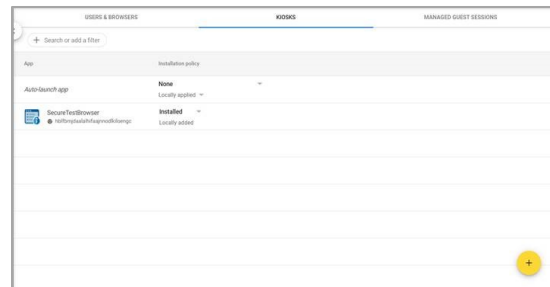 USERS & BROWSERS
KIOSKS
MANAGED GUEST SESSIONS
+ Search or add a filter
App
Installation policy
Auto-launch app
None
Locally applied
SecureTestBrowser
Installed
Locally added
+